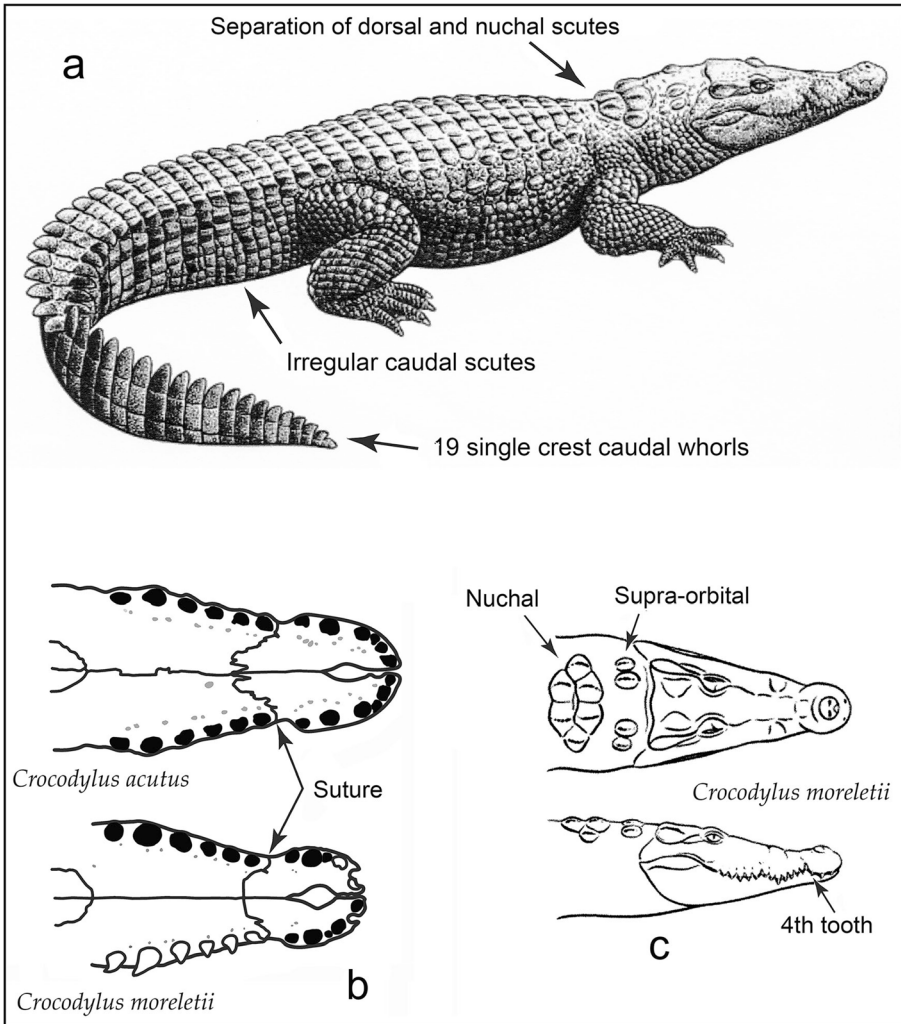 Separation of dorsal and nuchal scutes
a
Irregular caudal scutes
19 single crest caudal whorls
Crocodylus acutus
Suture
Crocodylus moreletii
b
Nuchal
Supra-orbital
Crocodylus moreletii
4th tooth
c